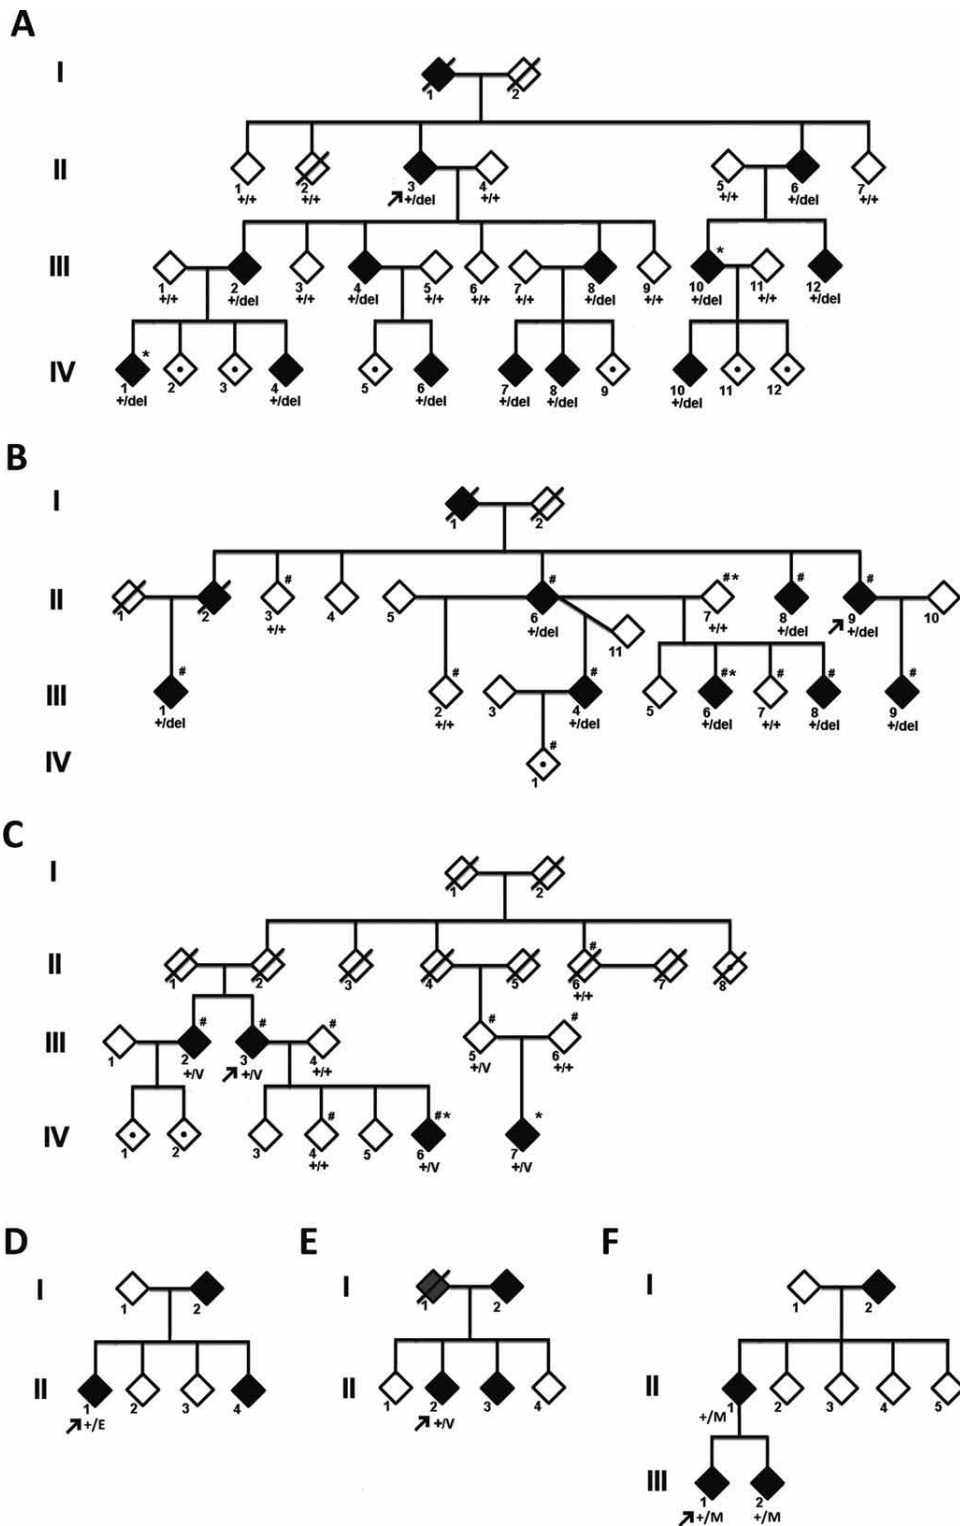 A
I
1 2
II
1 2 3 4 5 6 7
+/+ +/+ +/del +/+ +/+ +/del +/+
III
* 
1 2 3 4 5 6 7 8 9 10 11 12
+/+ +/del +/+ +/del +/+ +/+ +/+ +/del +/+ +/del +/+ +/del
IV
*
1 2 3 4 5 6 7 8 9 10 11 12
+/del +/del +/del +/del +/del +/del
B
I
1 2
II
# # #* # #
1 2 3 4 5 6 7 8 9 10
+/+ +/del +/+ +/del +/del
11
III
# # # #* # # #
1 2 3 4 5 6 7 8 9
+/del +/+ +/del +/del +/+ +/del +/del
IV
#
1
C
I
1 2
II
#
1 2 3 4 5 6 7 8
+/+
III
# # # # #
1 2 3 4 5 6
+/V +/V +/+ +/V +/+
IV
# #* *
1 2 3 4 5 6 7
+/+ +/V +/V
D
I
1 2
II
1 2 3 4
+/E
E
I
1 2
II
1 2 3 4
+/V
F
I
1 2
II
1 2 3 4 5
+/M
III
1 2
+/M +/M